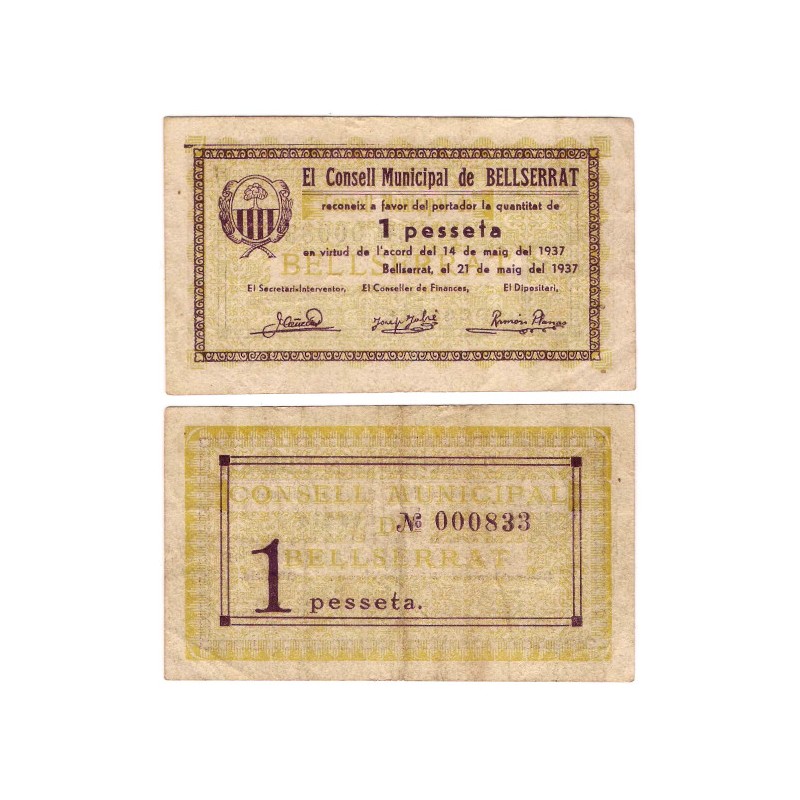 El Consell Municipal de BELLSERRAT
reconeix a favor del portador la quantitat de
1 pesseta
en virtud de l'acord del 14 de maig del 1937
Bellserrat, el 21 de maig del 1937
El Secretari-Interventor, El Conseller de Finances, El Dipositari,
Ramón Planas
CONSELL MUNICIPAL
Nº 000833
DE
BELLSERRAT
1 pesseta.